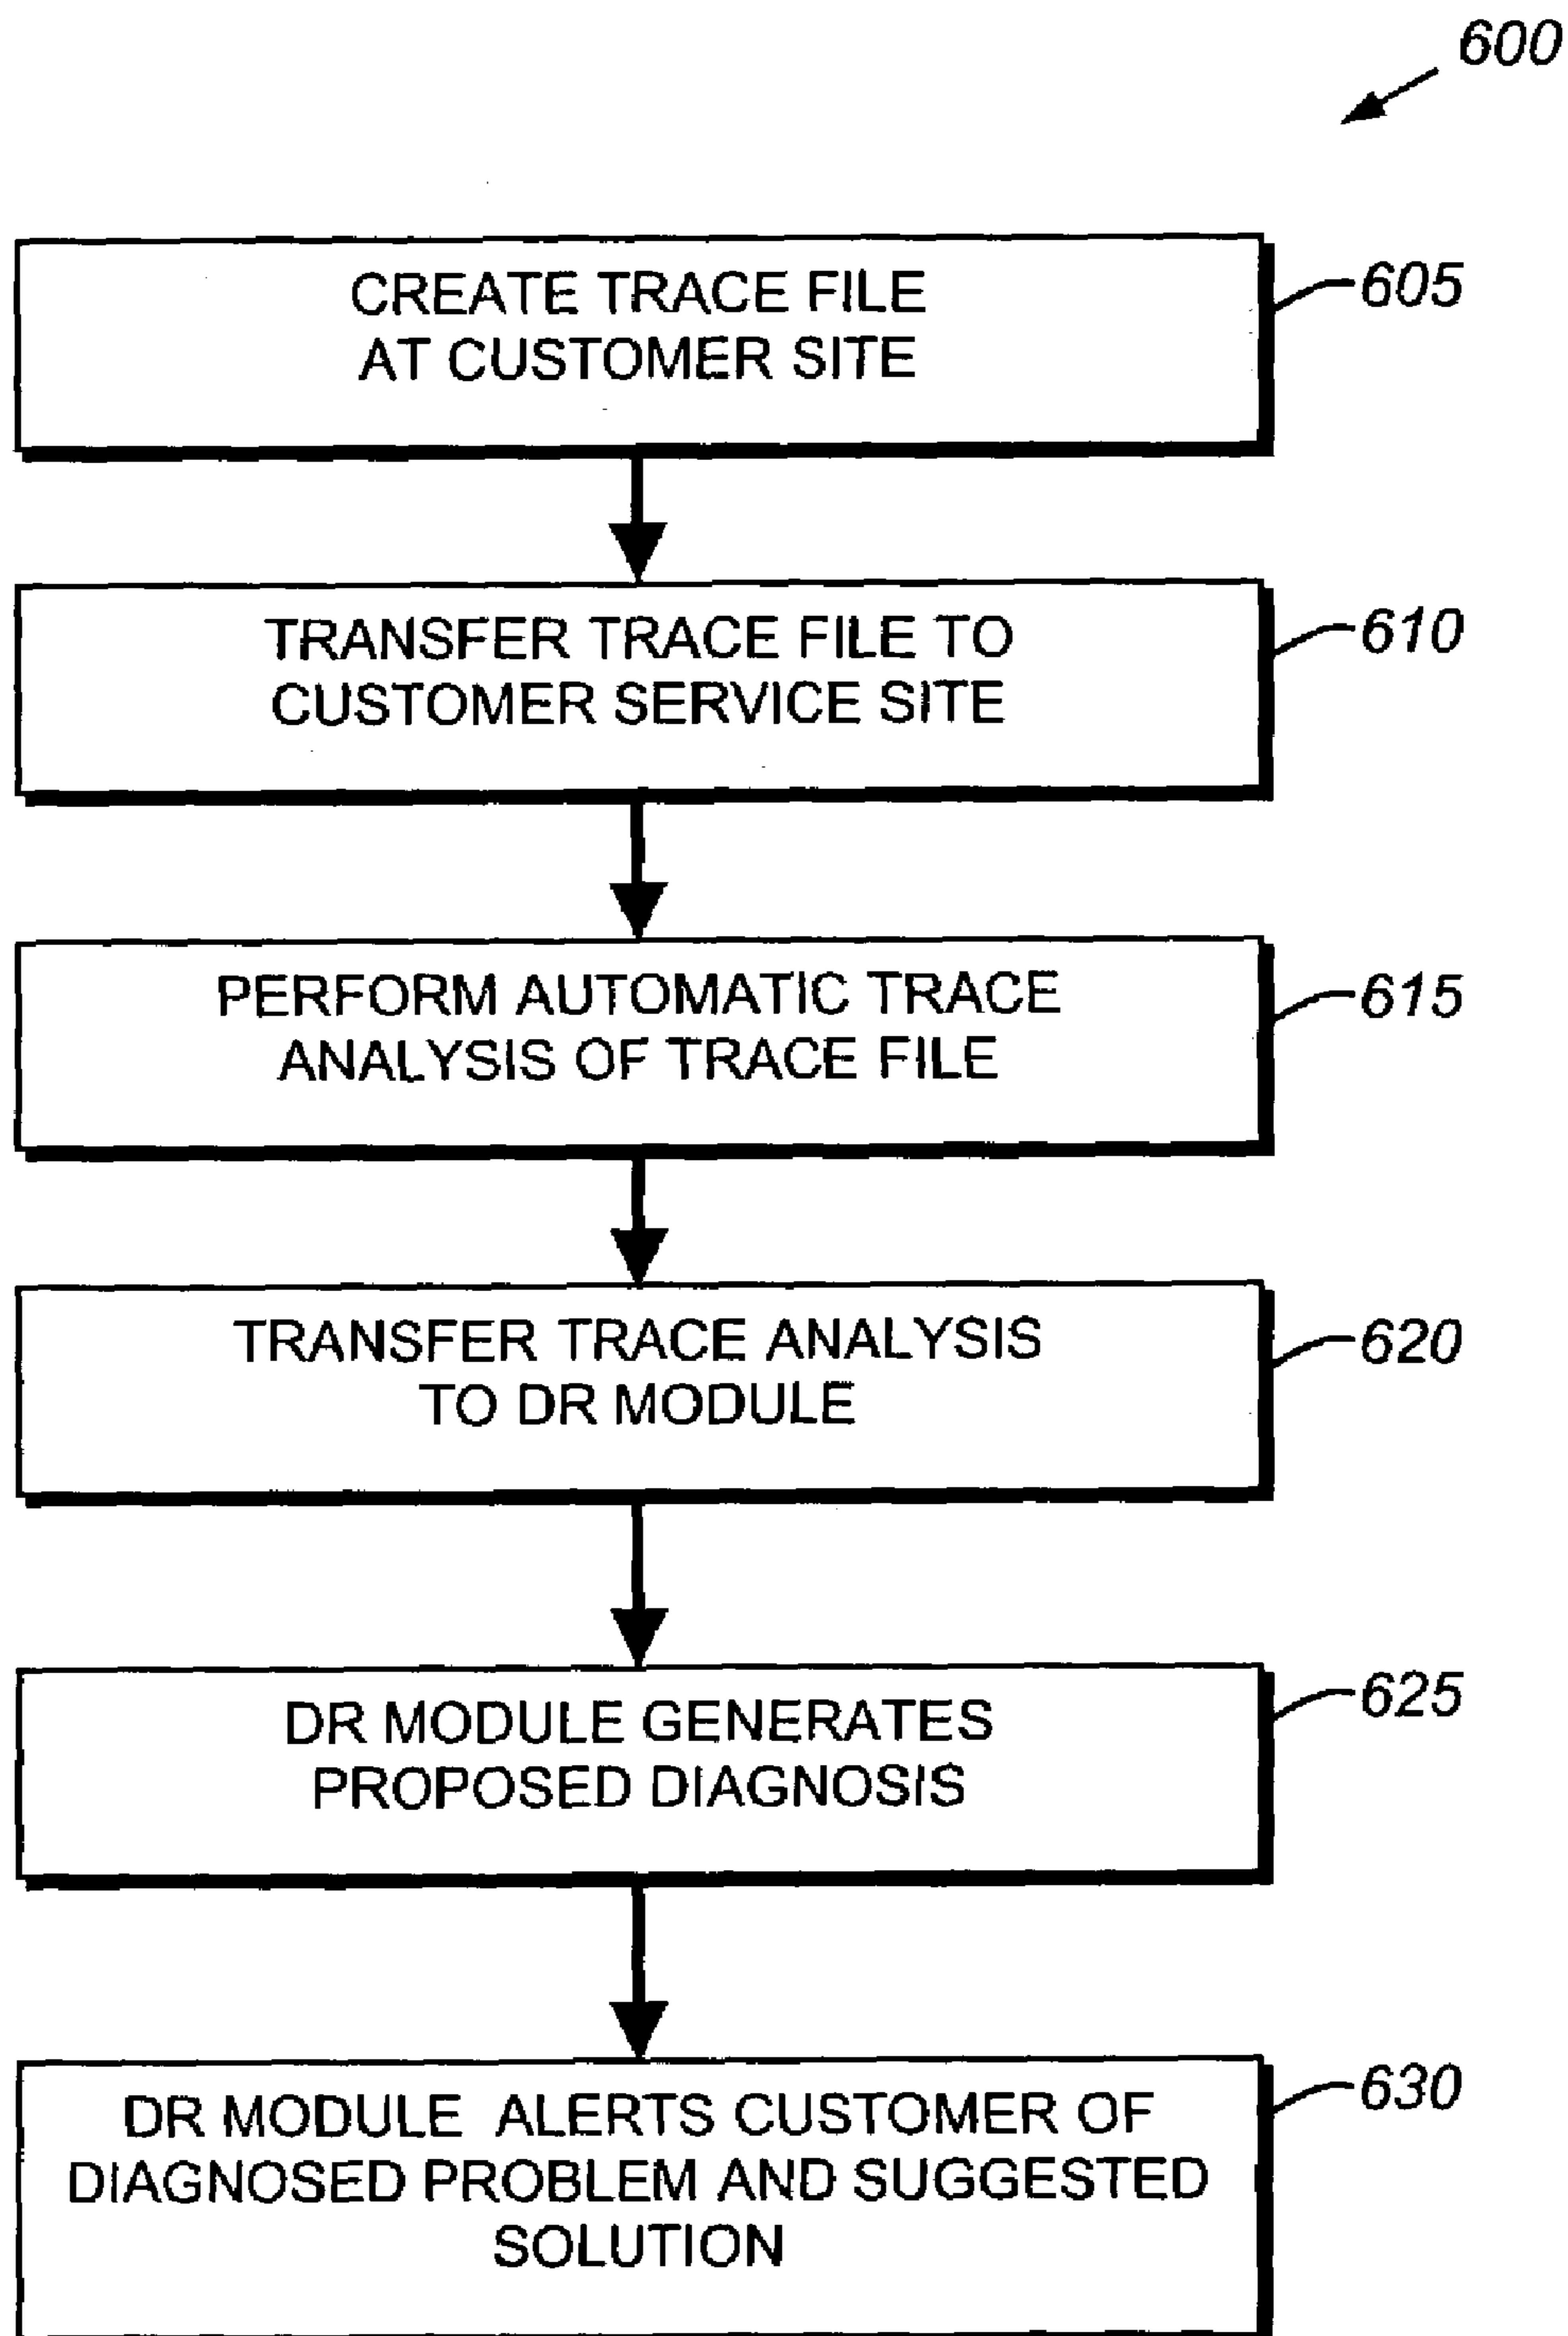 600
CREATE TRACE FILE
AT CUSTOMER SITE
605
TRANSFER TRACE FILE TO
CUSTOMER SERVICE SITE
610
PERFORM AUTOMATIC TRACE
ANALYSIS OF TRACE FILE
615
TRANSFER TRACE ANALYSIS
TO DR MODULE
620
DR MODULE GENERATES
PROPOSED DIAGNOSIS
625
DR MODULE ALERTS CUSTOMER OF
DIAGNOSED PROBLEM AND SUGGESTED
SOLUTION
630